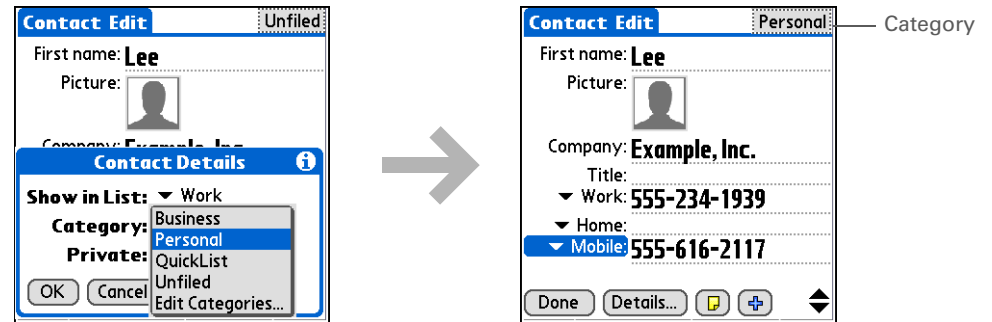 Contact Edit Unfiled
First name: Lee
Picture:
Company: Example, Inc.
Contact Details
Show in List: Work
Category: Business
Personal
Private:
QuickList
Unfiled
OK Cancel
Edit Categories...
Contact Edit Personal
Category
First name: Lee
Picture:
Company: Example, Inc.
Title:
Work: 555-234-1939
Home:
Mobile: 555-616-2117
Done Details...